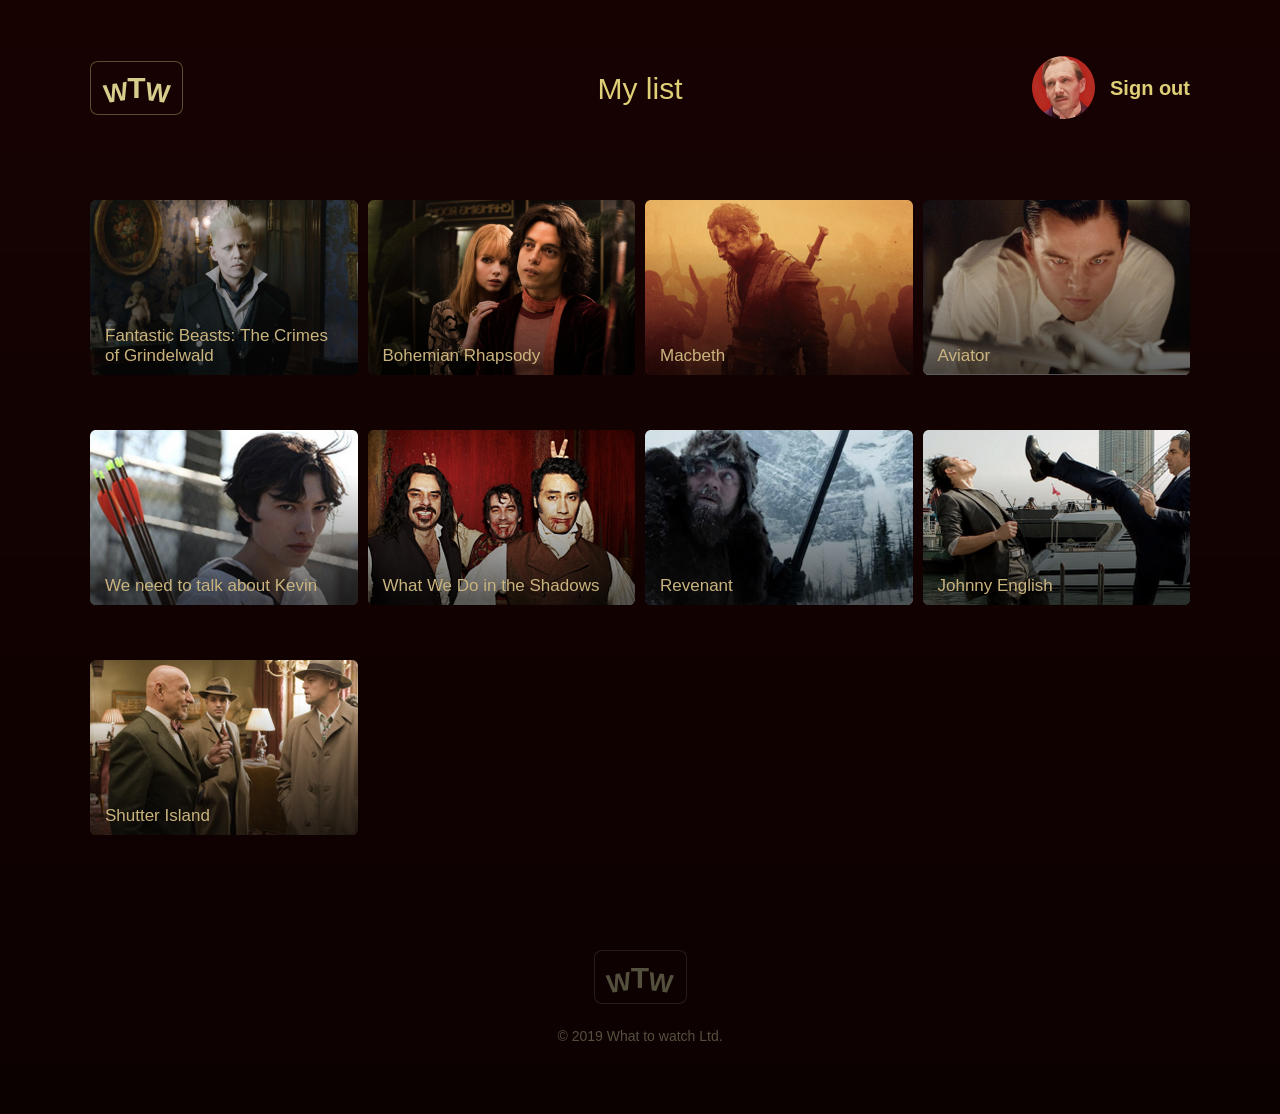 WTW
My list
Sign out
Fantastic Beasts: The Crimes
of Grindelwald
Bohemian Rhapsody
Macbeth
Aviator
We need to talk about Kevin
What We Do in the Shadows
Revenant
Johnny English
Shutter Island
WTW
© 2019 What to watch Ltd.